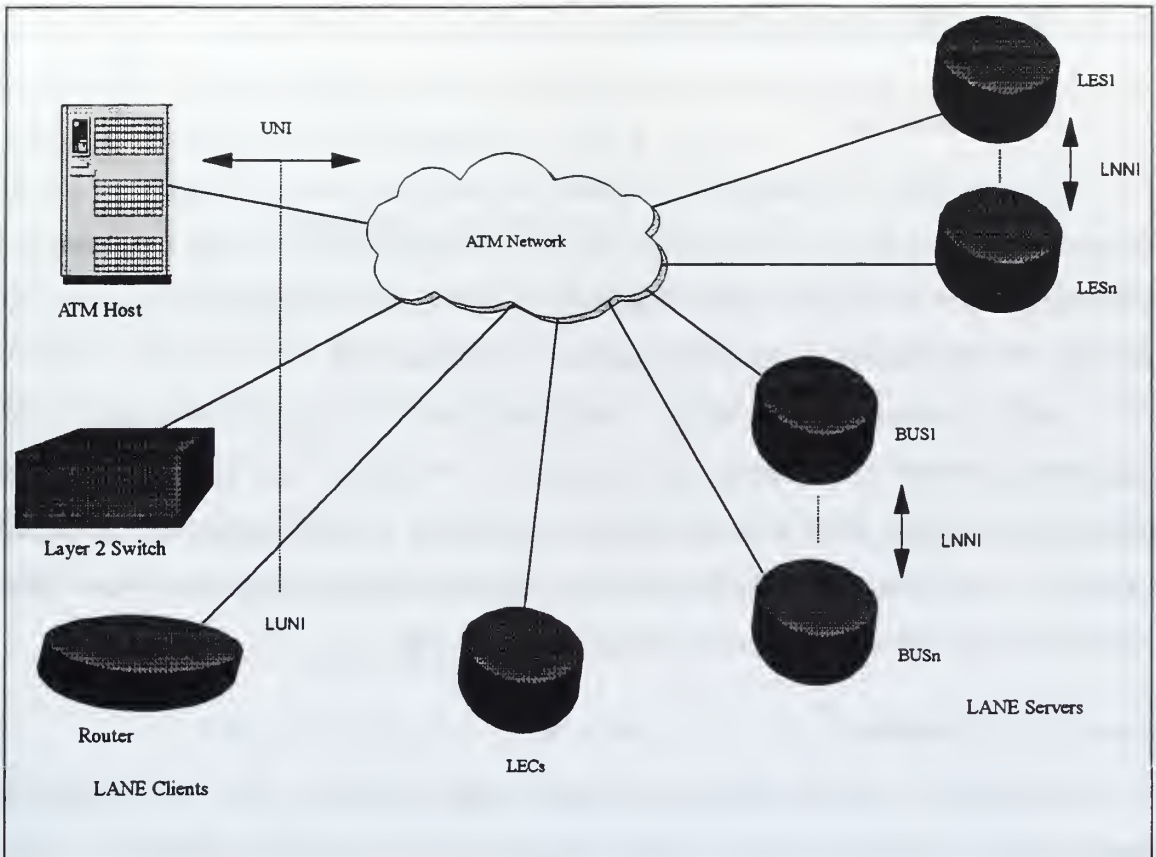 LES1
UNI
LNNI
ATM Network
LESn
ATM Host
BUS1
Layer 2 Switch
LNNI
LUNI
BUSn
LANE Servers
Router
LECs
LANE Clients